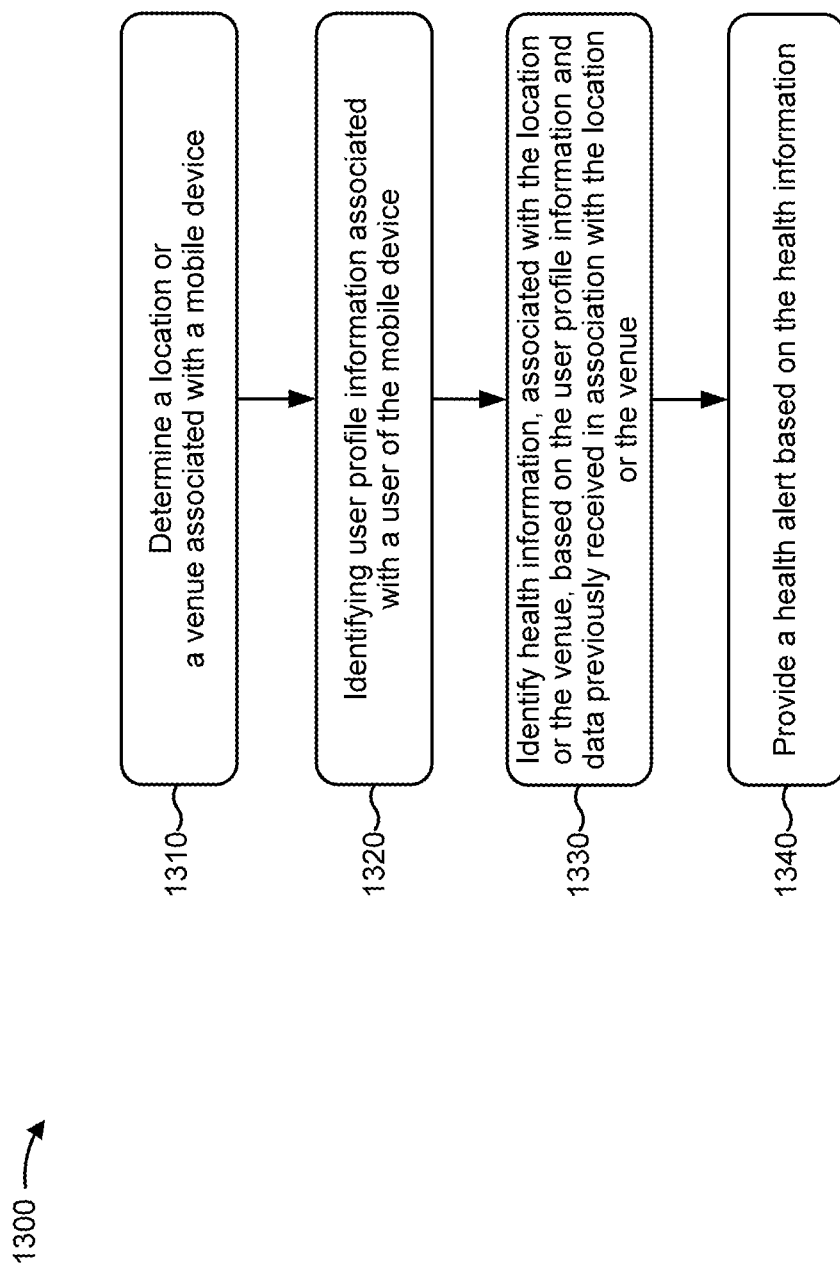 1300
1310
Determine a location or
a venue associated with a mobile device
1320
Identifying user profile information associated
with a user of the mobile device
1330
Identify health information, associated with the location
or the venue, based on the user profile information and
data previously received in association with the location
or the venue
1340
Provide a health alert based on the health information